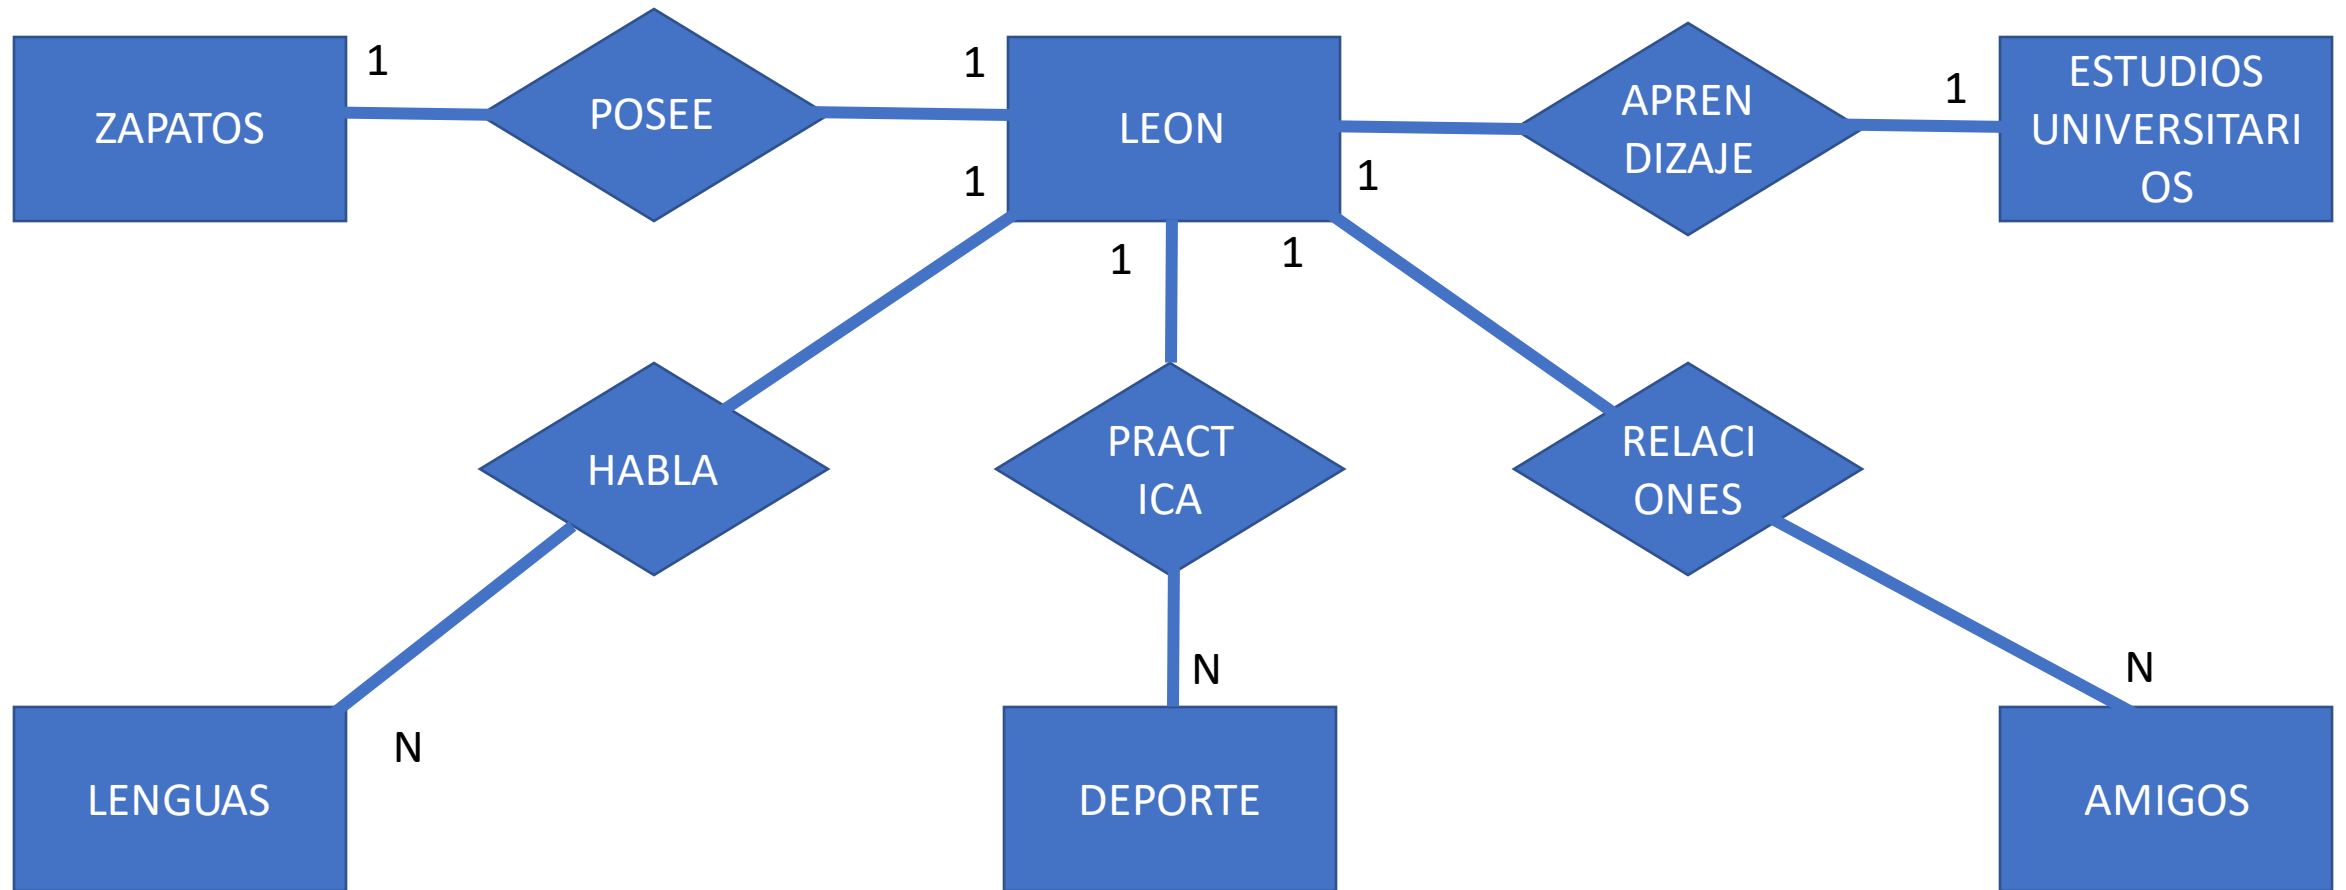 1
1
ZAPATOS
POSEE
LEON
APREN
DIZAJE
1
ESTUDIOS
UNIVERSITARI
OS
1
1
1
1
HABLA
PRACT
ICA
RELACI
ONES
N
N
N
LENGUAS
DEPORTE
AMIGOS